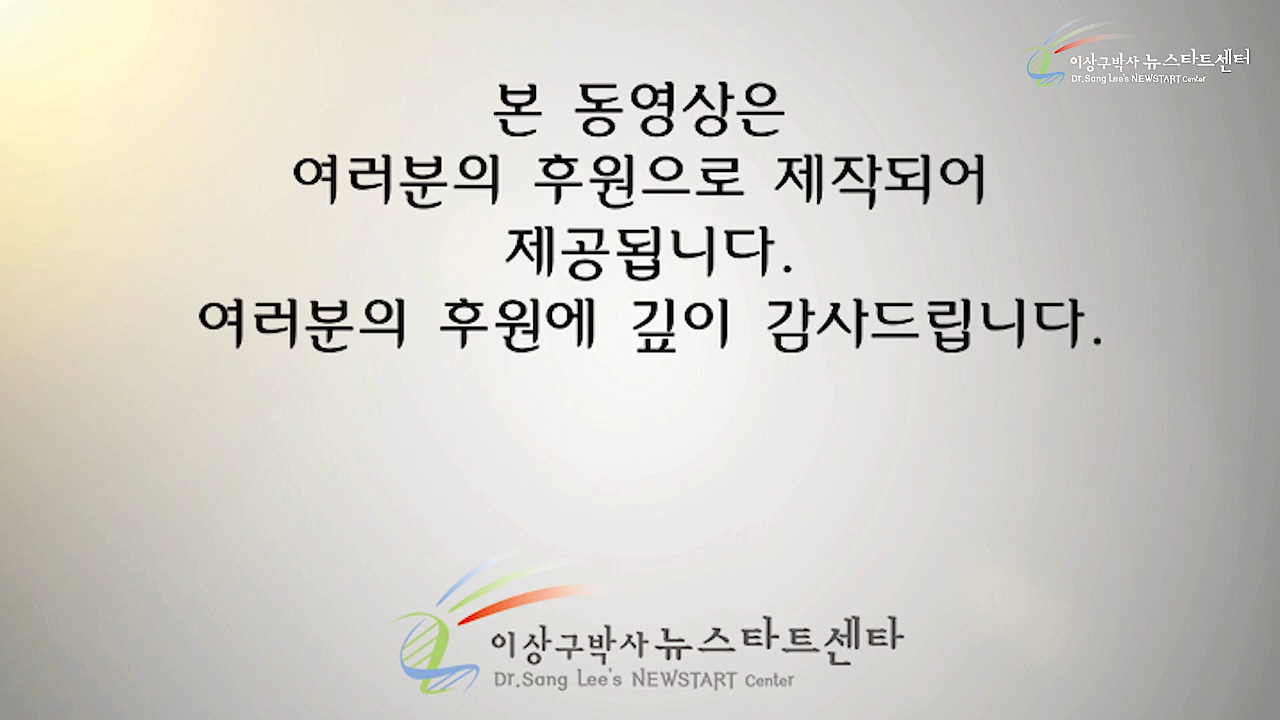 이상구박사 뉴스타트센터
Dr.Sang Lee's NEWSTART Center
본 동영상은
여러분의 후원으로 제작되어
제공됩니다.
여러분의 후원에 깊이 감사드립니다.
이상구박사 뉴스타트센타
Dr.Sang Lee's NEWSTART Center